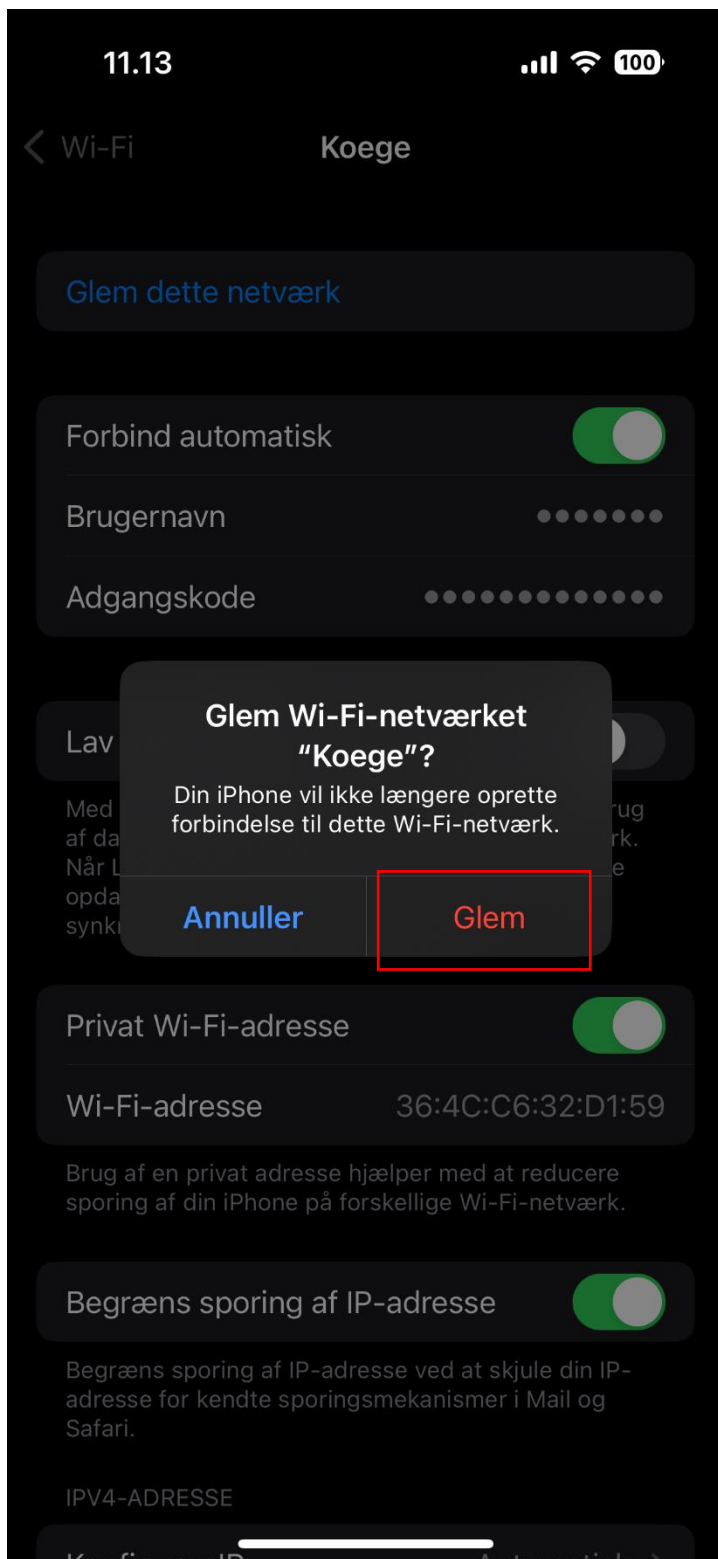 11.13
100
Wi-Fi
Koege
Glem dette netværk
Forbind automatisk
Brugernavn
Adgangskode
Glem Wi-Fi-netværket
“Koege”?
Din iPhone vil ikke længere oprette
forbindelse til dette Wi-Fi-netværk.
Annuller
Glem
Lav
Med
af
Når
Privat Wi-Fi-adresse
Wi-Fi-adresse
36:4C:C6:32:D1:59
Brug af en privat adresse hjælper med at reducere
sporing af din iPhone på forskellige Wi-Fi-netværk.
Begræns sporing af IP-adresse
Begræns sporing af IP-adresse ved at skjule din IP-
adresse for kendte sporingsmekanismer i Mail og
Safari.
IPV4-ADRESSE